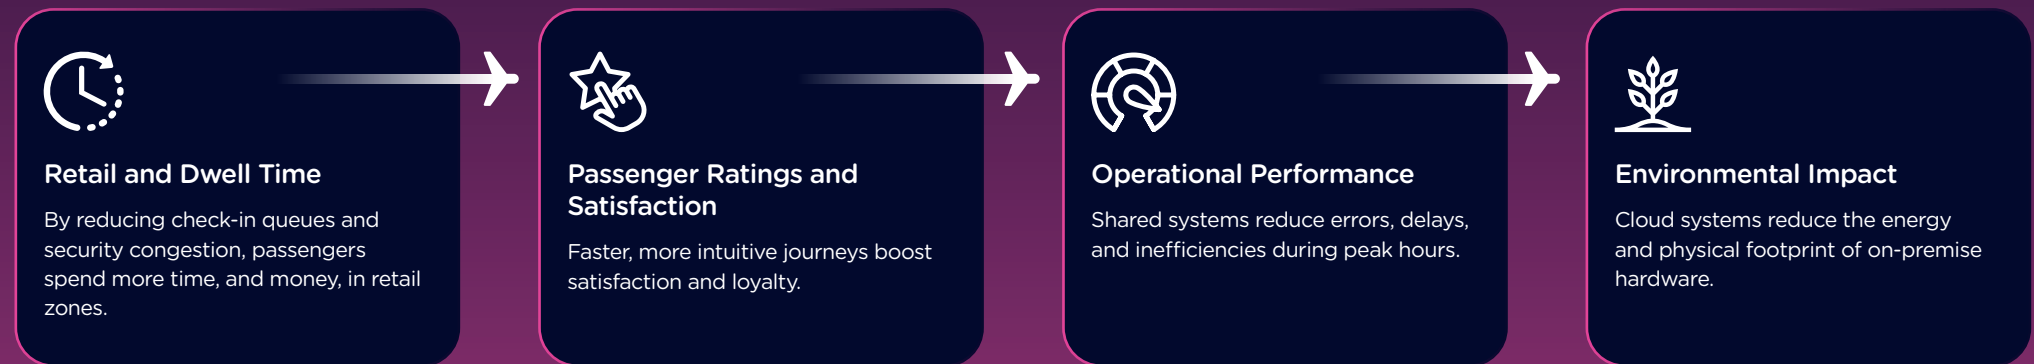 Retail and Dwell Time
By reducing check-in queues and
security congestion, passengers
spend more time, and money, in retail
zones.
Passenger Ratings and
Satisfaction
Faster, more intuitive journeys boost
satisfaction and loyalty.
Operational Performance
Shared systems reduce errors, delays,
and inefficiencies during peak hours.
Environmental Impact
Cloud systems reduce the energy
and physical footprint of on-premise
hardware.